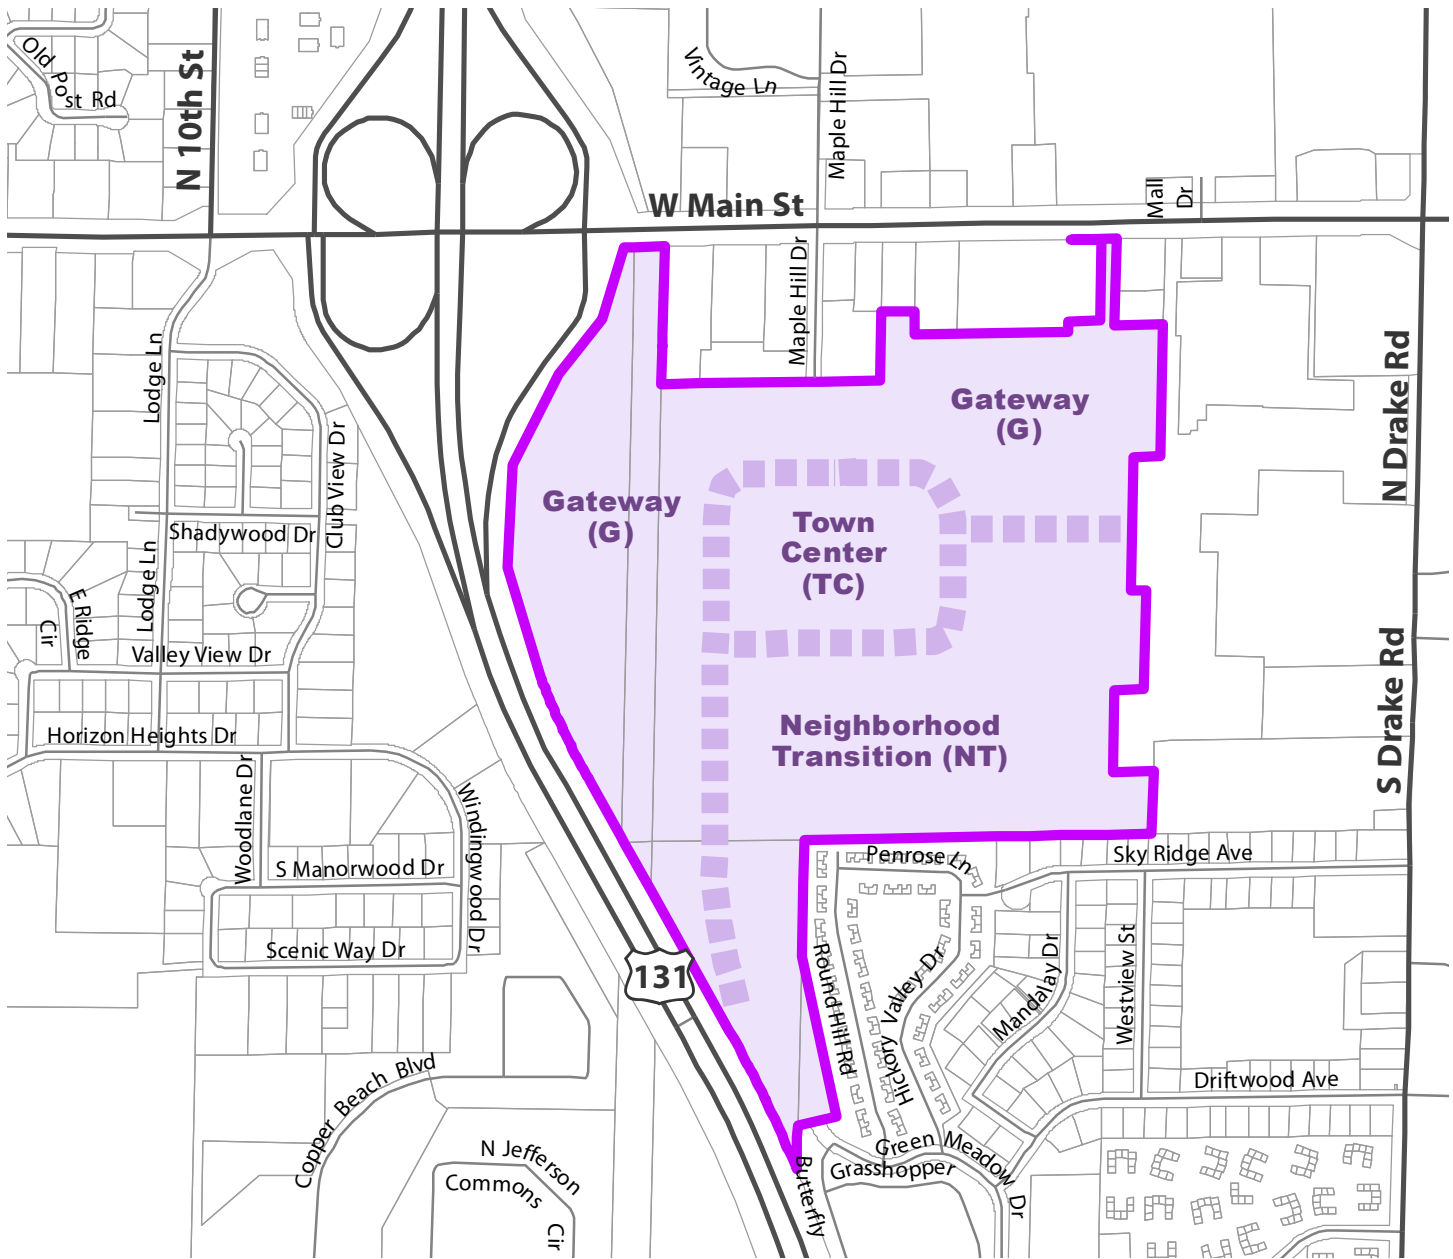 Old Post Rd
N 10th St
Vintage Ln
Maple Hill Dr
W Main St
Mall
Dr
Maple Hill Dr
Lodge Ln
N Drake Rd
Gateway
(G)
Club View Dr
Gateway
(G)
Town
Center
(TC)
Shadywood Dr
Lodge Ln
E Ridge
Cir
Valley View Dr
S Drake Rd
Neighborhood
Transition (NT)
Horizon Heights Dr
Woodlane Dr
Windingwood Dr
S Manorwood Dr
Penrose Ln
Sky Ridge Ave
Scenic Way Dr
131
Round Hill Rd
Hickory Valley Dr
Mandalay Dr
Westview St
Copper Beach Blvd
Driftwood Ave
N Jefferson
Commons
Cir
Green Meadow Dr
Grasshopper
Butterfly